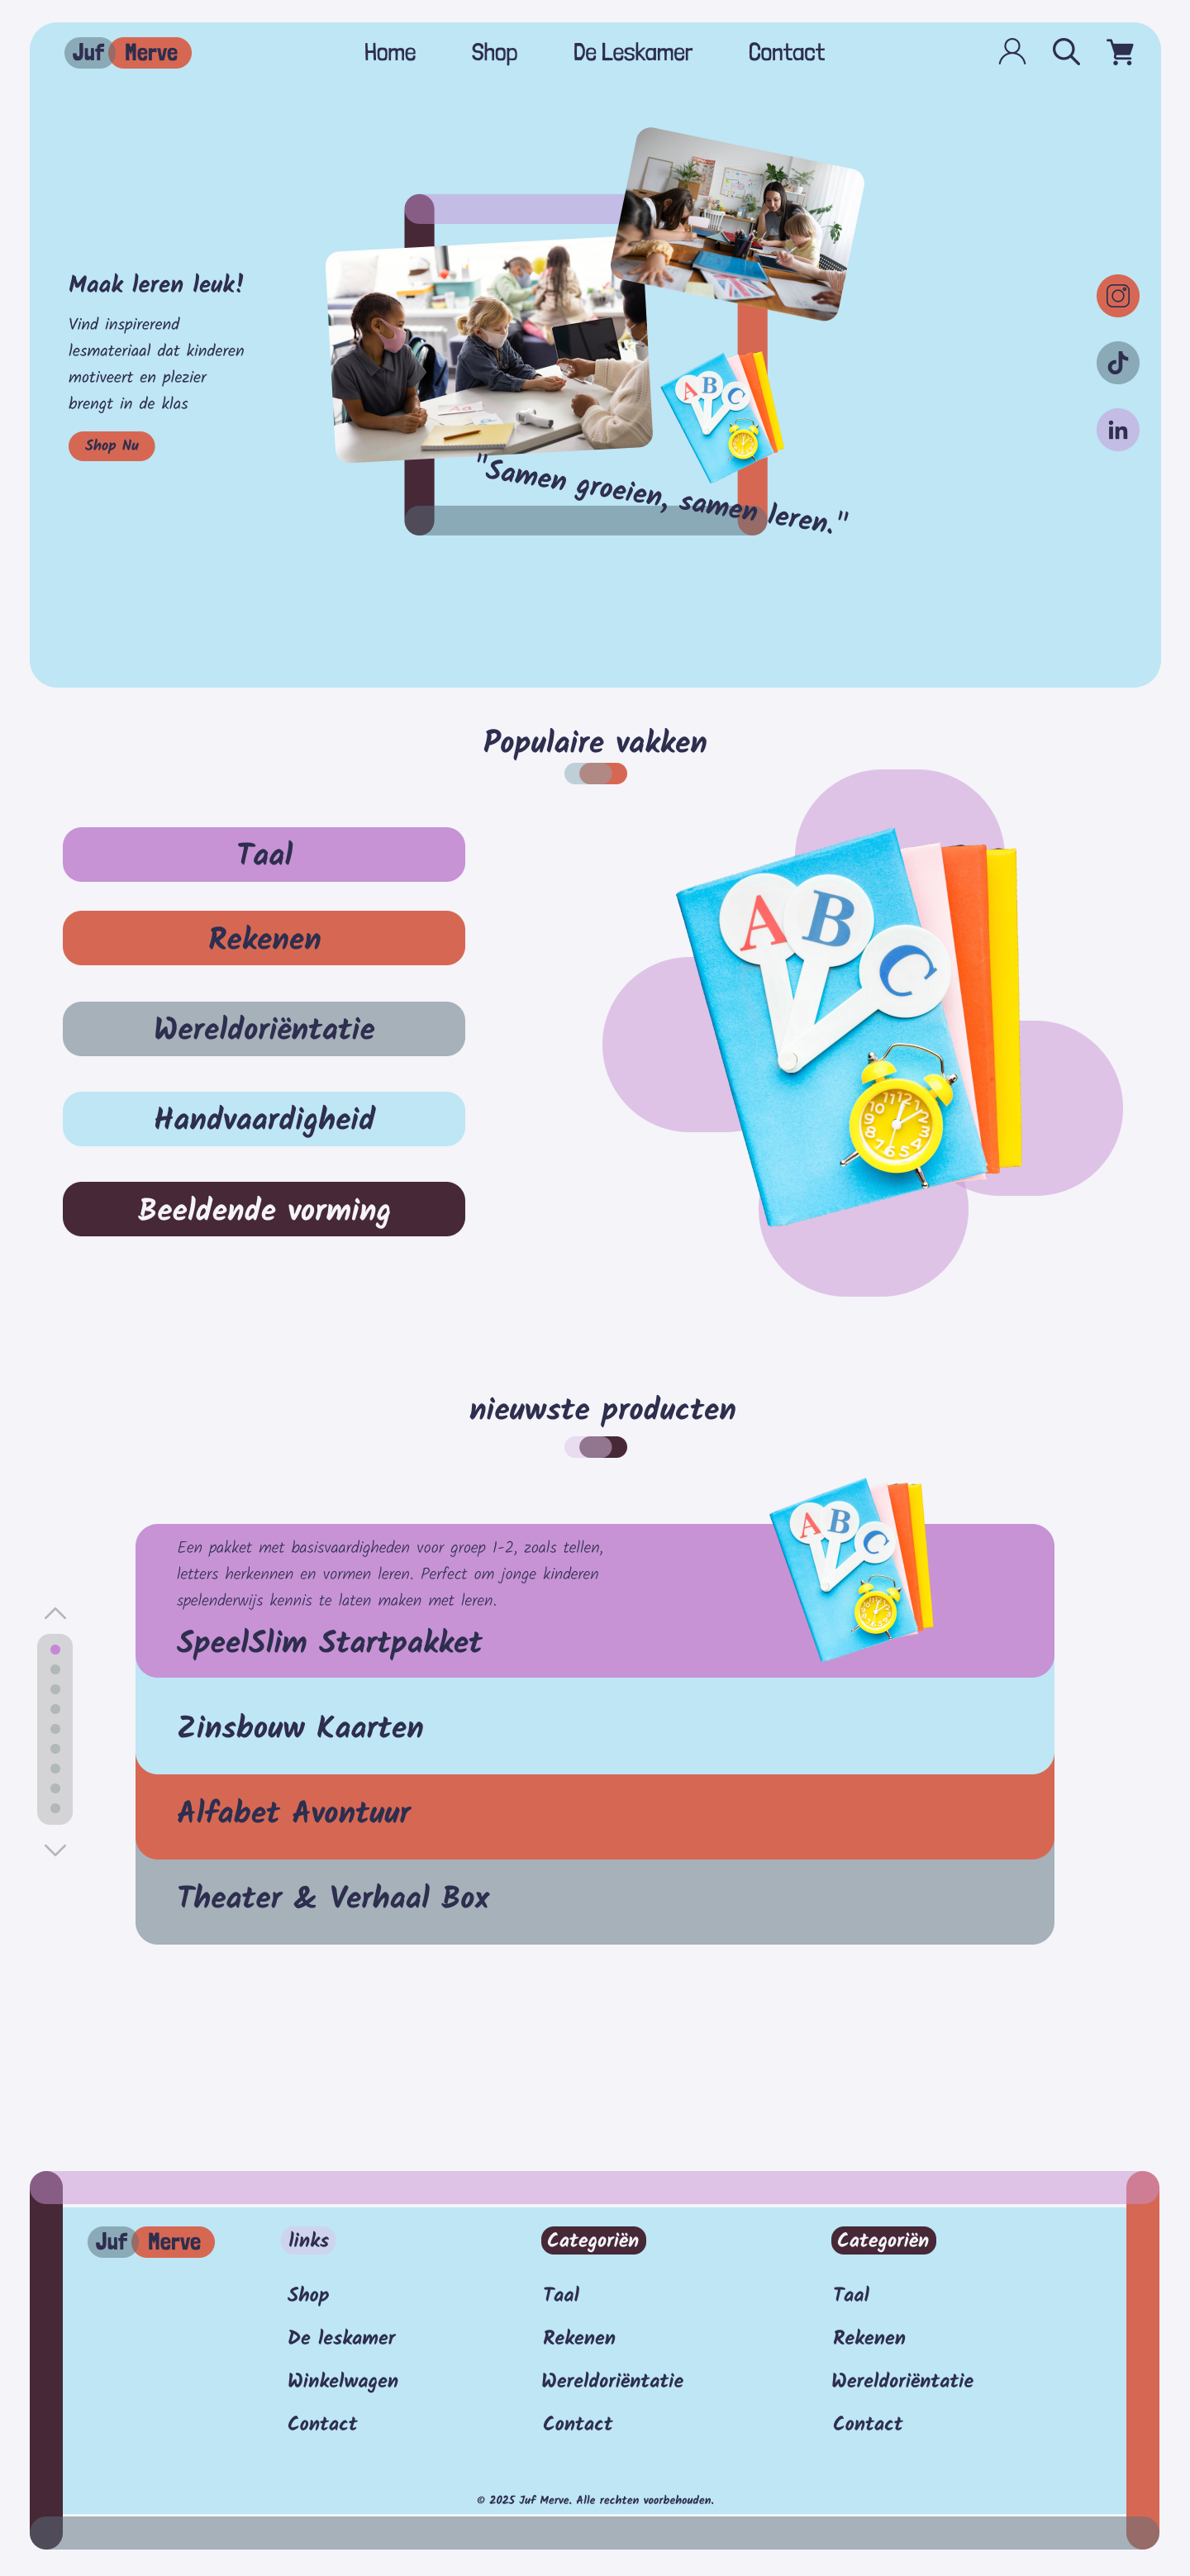 Juf Merve Home Shop De Leskamer Contact
Maak leren leuk!
Vind inspirerend
lesmateriaal dat kinderen
motiveert en plezier
brengt in de klas
Shop Nu
A B C
"Samen groeien, samen leren."
Populaire vakken
Taal
Rekenen
Wereldoriëntatie
Handvaardigheid
Beeldende vorming
A B C
nieuwste producten
Een pakket met basisvaardigheden voor groep 1-2, zoals tellen,
letters herkennen en vormen leren. Perfect om jonge kinderen
spelenderwijs kennis te laten maken met leren.
SpeelSlim Startpakket
A B C
Zinsbouw Kaarten
Alfabet Avontuur
Theater & Verhaal Box
Juf Merve
links
Shop
De leskamer
Winkelwagen
Contact
Categoriën
Taal
Rekenen
Wereldoriëntatie
Contact
Categoriën
Taal
Rekenen
Wereldoriëntatie
Contact
© 2025 Juf Merve. Alle rechten voorbehouden.